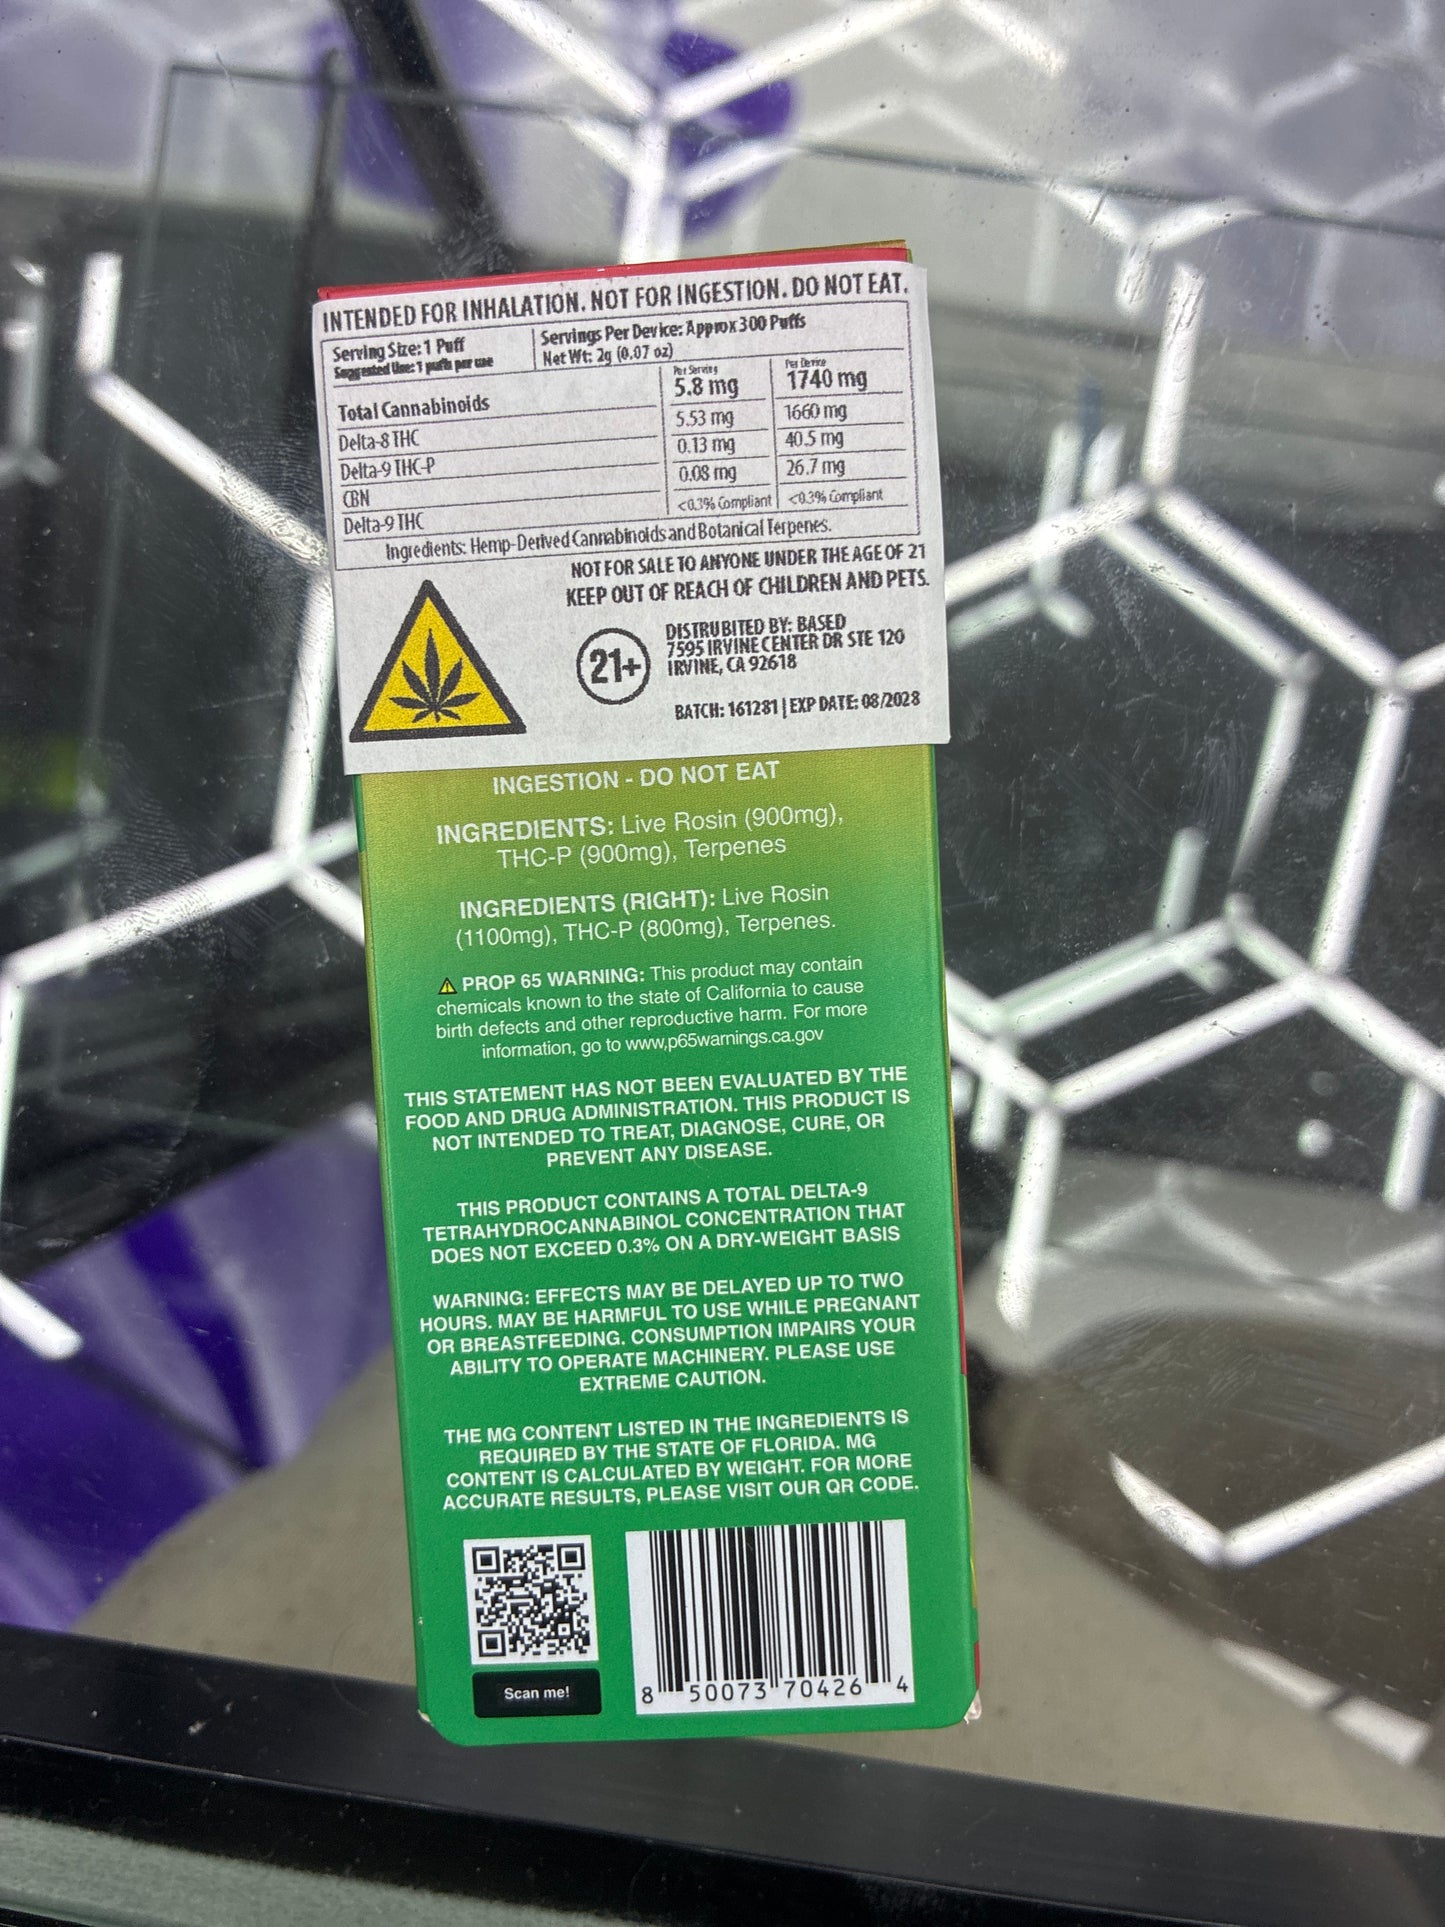 INTENDED FOR INHALATION. NOT FOR INGESTION. DO NOT EAT.
Serving Size: 1 Puff
Suggested Use: 1 puffs per use
Servings Per Device: Approx 300 Puffs
Net Wt: 2g (0.07 oz)
Per Serving Per Device
Total Cannabinoids 5.8 mg 1740 mg
Delta-8 THC 5.53 mg 1660 mg
Delta-9 THC-P 0.13 mg 40.5 mg
CBN 0.08 mg 26.7 mg
Delta-9 THC <0.3% Compliant <0.3% Compliant
Ingredients: Hemp-Derived Cannabinoids and Botanical Terpenes.
NOT FOR SALE TO ANYONE UNDER THE AGE OF 21
KEEP OUT OF REACH OF CHILDREN AND PETS.
21+
DISTRUBITED BY: BASED
7595 IRVINE CENTER DR STE 120
IRVINE, CA 92618
BATCH: 161281 | EXP DATE: 08/2028
INGESTION - DO NOT EAT
INGREDIENTS: Live Rosin (900mg),
THC-P (900mg), Terpenes
INGREDIENTS (RIGHT): Live Rosin
(1100mg), THC-P (800mg), Terpenes.
PROP 65 WARNING: This product may contain
chemicals known to the state of California to cause
birth defects and other reproductive harm. For more
information, go to www,p65warnings.ca.gov
THIS STATEMENT HAS NOT BEEN EVALUATED BY THE
FOOD AND DRUG ADMINISTRATION. THIS PRODUCT IS
NOT INTENDED TO TREAT, DIAGNOSE, CURE, OR
PREVENT ANY DISEASE.
THIS PRODUCT CONTAINS A TOTAL DELTA-9
TETRAHYDROCANNABINOL CONCENTRATION THAT
DOES NOT EXCEED 0.3% ON A DRY-WEIGHT BASIS
WARNING: EFFECTS MAY BE DELAYED UP TO TWO
HOURS. MAY BE HARMFUL TO USE WHILE PREGNANT
OR BREASTFEEDING. CONSUMPTION IMPAIRS YOUR
ABILITY TO OPERATE MACHINERY. PLEASE USE
EXTREME CAUTION.
THE MG CONTENT LISTED IN THE INGREDIENTS IS
REQUIRED BY THE STATE OF FLORIDA. MG
CONTENT IS CALCULATED BY WEIGHT. FOR MORE
ACCURATE RESULTS, PLEASE VISIT OUR QR CODE.
Scan me!
8 50073 70426 4